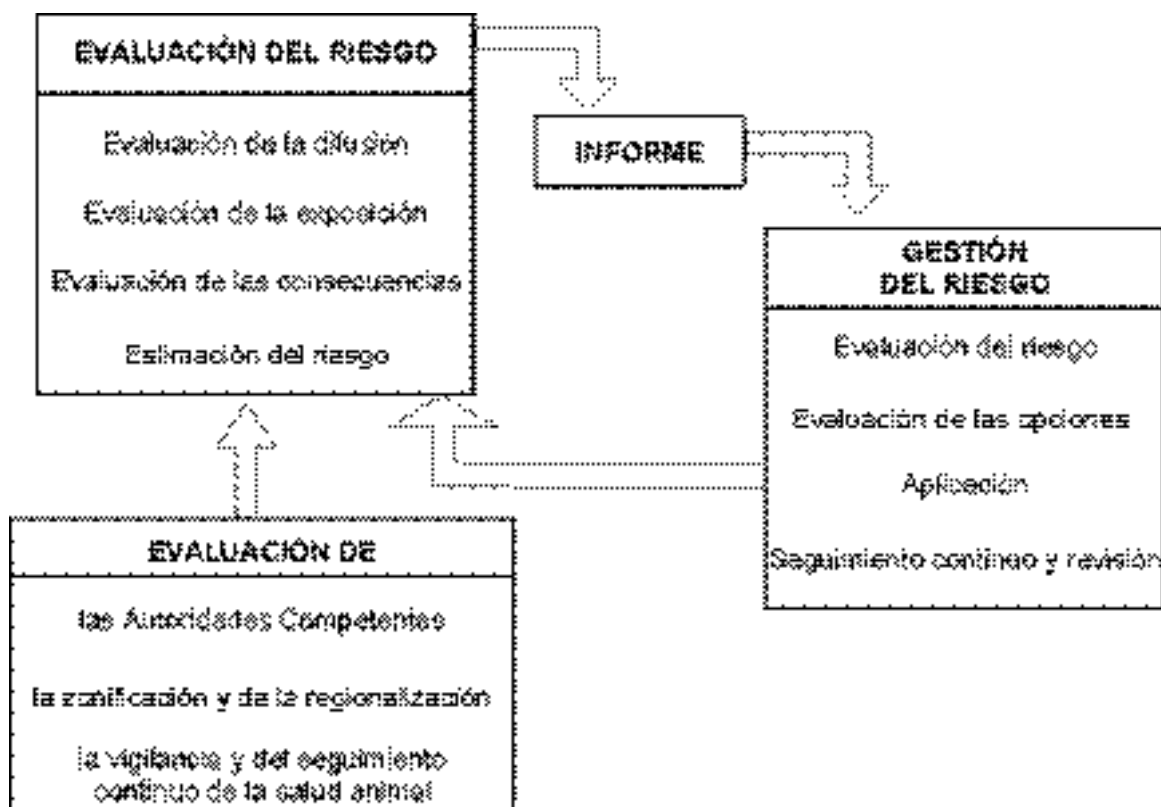 EVALUACIÓN DEL RIESGO
Evaluación de la difusión
Evaluación de la exposición
Evaluación de las consecuencias
Estimación del riesgo
INFORME
GESTIÓN
DEL RIESGO
Evaluación del riesgo
Evaluación de las opciones
Aplicación
Seguimiento continuo y revisión
EVALUACIÓN DE
las Autoridades Competentes
la zonificación y de la regionalización
la vigilancia y del seguimiento
continuo de la salud animal